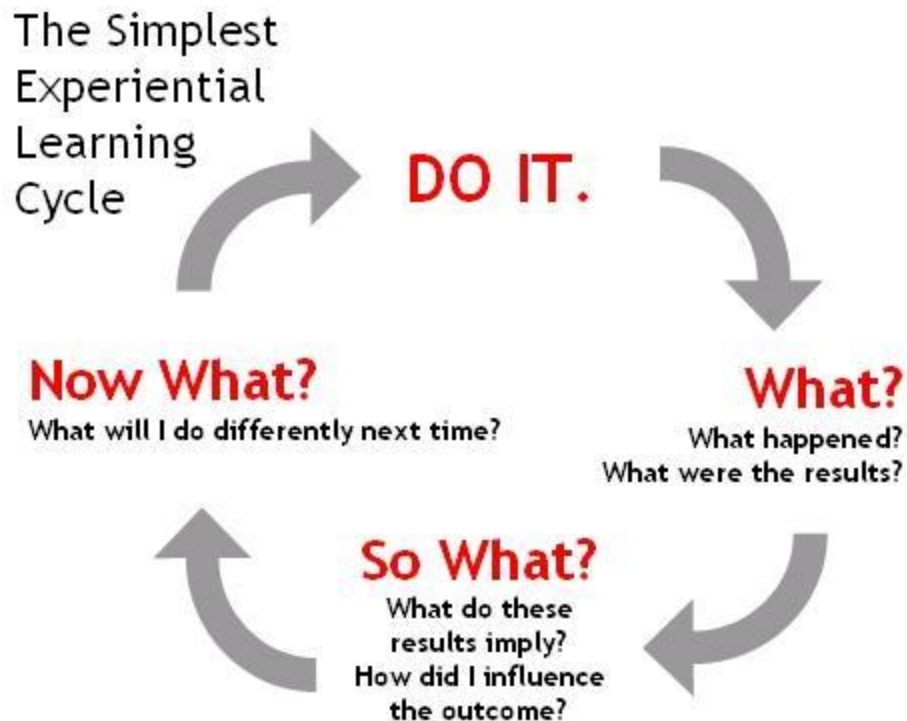 The Simplest
Experiential
Learning
Cycle
DO IT.
What?
What happened?
What were the results?
So What?
What do these
results imply?
How did I influence
the outcome?
Now What?
What will I do differently next time?